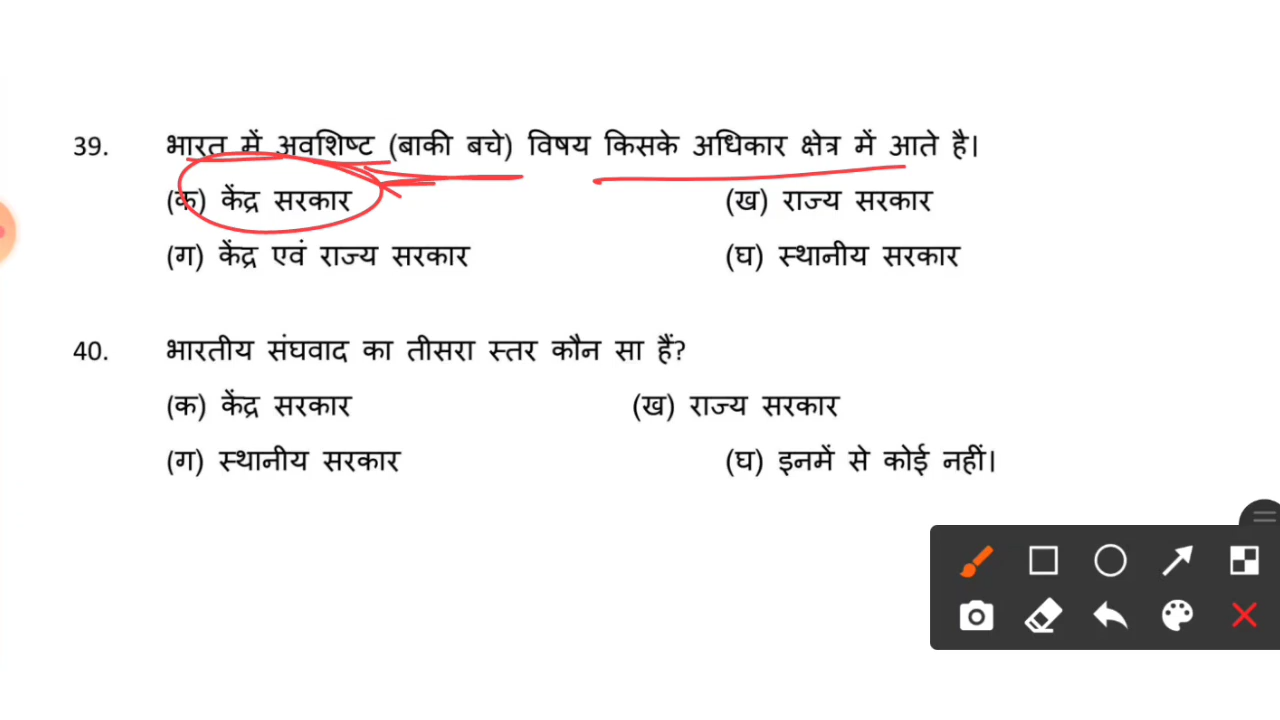 39. भारत में अवशिष्ट (बाकी बचे) विषय किसके अधिकार क्षेत्र में आते है।
(क) केंद्र सरकार (ख) राज्य सरकार
(ग) केंद्र एवं राज्य सरकार (घ) स्थानीय सरकार
40. भारतीय संघवाद का तीसरा स्तर कौन सा हैं?
(क) केंद्र सरकार (ख) राज्य सरकार
(ग) स्थानीय सरकार (घ) इनमें से कोई नहीं।